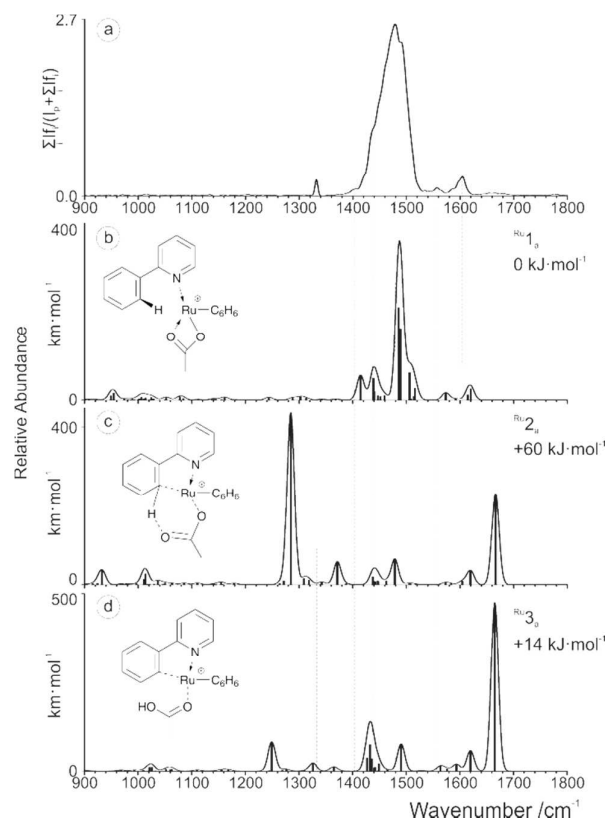 a
2.7
0.0
ΣIfᵢ/(Iₚ+ΣIfᵢ)
900 1000 1100 1200 1300 1400 1500 1600 1700 1800
b
400
0
km·mol⁻¹
N
H
Ru
⊕
C₆H₆
O
O
ᴿᵘ1ₐ
0 kJ·mol⁻¹
900 1000 1100 1200 1300 1400 1500 1600 1700 1800
Relative Abundance
c
400
0
km·mol⁻¹
N
Ru
⊕
C₆H₆
H
O
O
+60 kJ·mol⁻¹
900 1000 1100 1200 1300 1400 1500 1600 1700 1800
d
500
0
km·mol⁻¹
N
Ru
⊕
C₆H₆
HO
O
ᴿᵘ3ₐ
+14 kJ·mol⁻¹
900 1000 1100 1200 1300 1400 1500 1600 1700 1800
Wavenumber /cm⁻¹